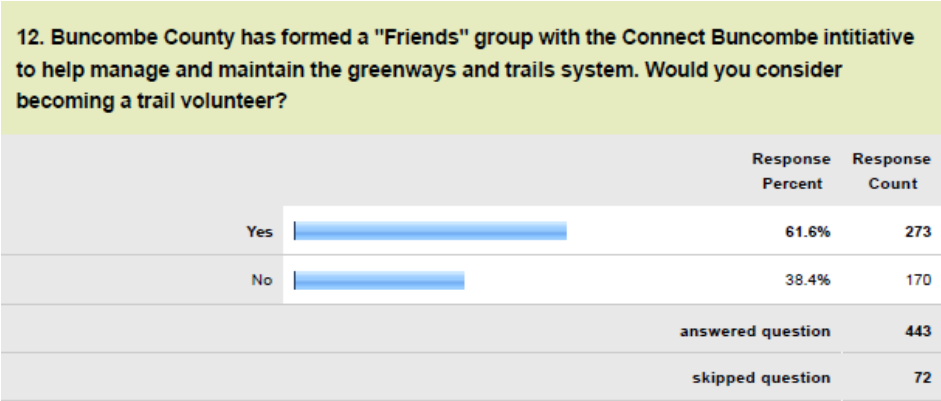 12. Buncombe County has formed a "Friends" group with the Connect Buncombe intitiative
to help manage and maintain the greenways and trails system. Would you consider
becoming a trail volunteer?
Response Response
Percent Count
Yes 61.6% 273
No 38.4% 170
answered question 443
skipped question 72